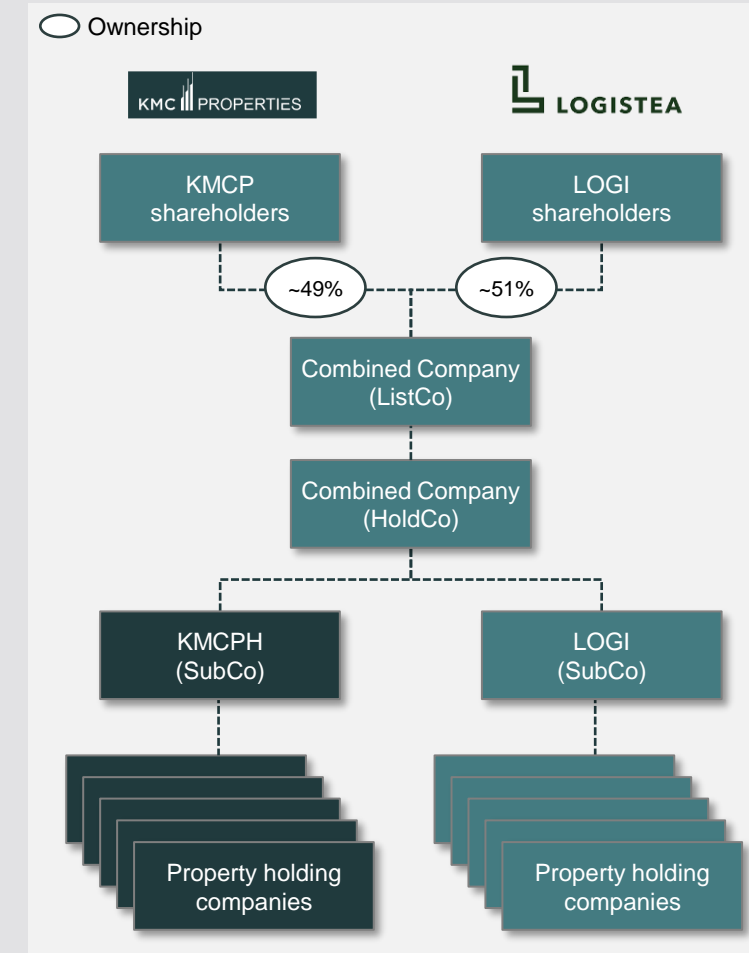 Ownership
KMC PROPERTIES
LOGISTEA
KMCP
shareholders
LOGI
shareholders
~49%
~51%
Combined Company
(ListCo)
Combined Company
(HoldCo)
KMCPH
(SubCo)
LOGI
(SubCo)
Property holding
companies
Property holding
companies